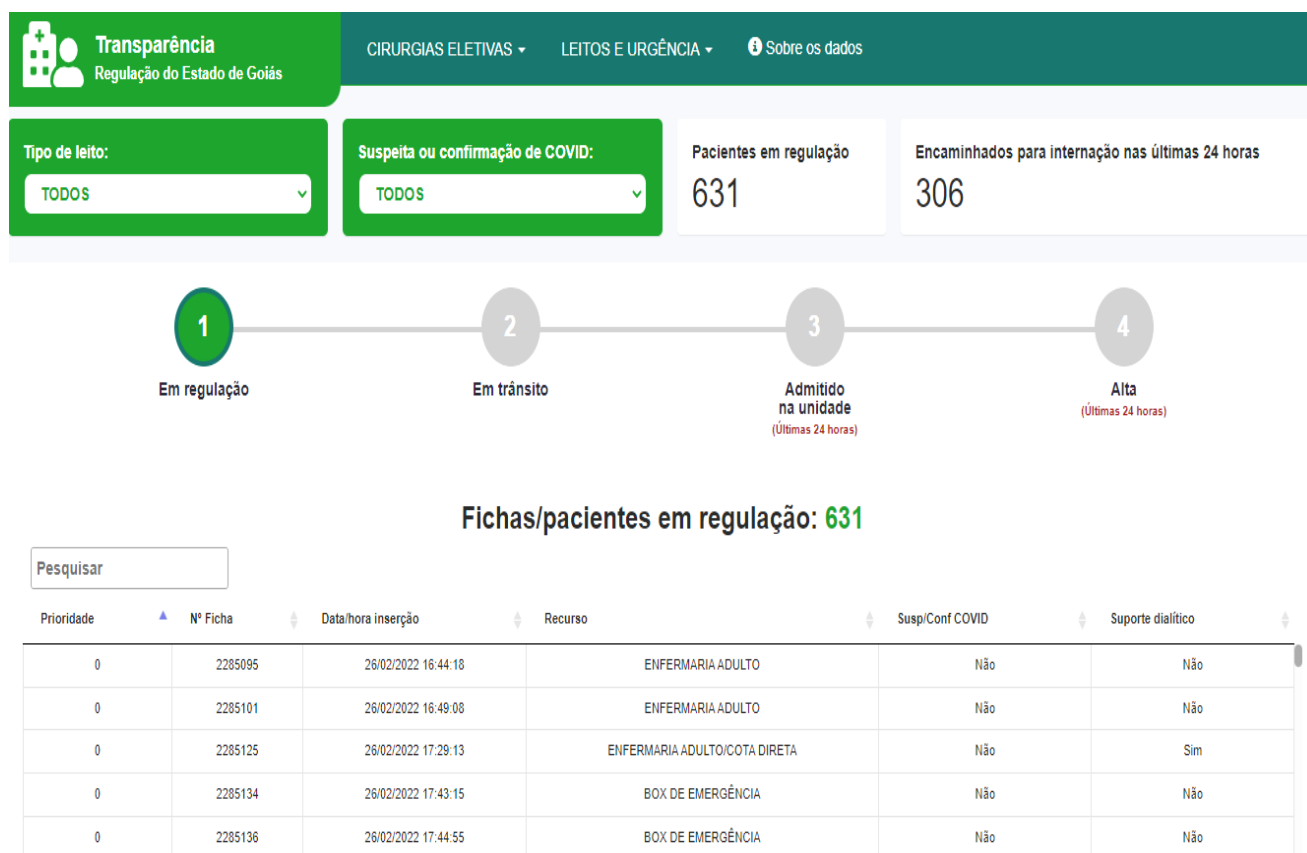 Transparência
Regulação do Estado de Goiás
CIRURGIAS ELETIVAS
LEITOS E URGÊNCIA
Sobre os dados
Tipo de leito:
TODOS
Suspeita ou confirmação de COVID:
TODOS
Pacientes em regulação
631
Encaminhados para internação nas últimas 24 horas
306
1
Em regulação
2
Em trânsito
3
Admitido
na unidade
(Últimas 24 horas)
4
Alta
(Últimas 24 horas)
Fichas/pacientes em regulação: 631
Pesquisar
Prioridade Nº Ficha Data/hora inserção Recurso Susp/Conf COVID Suporte dialítico
0 2285095 26/02/2022 16:44:18 ENFERMARIA ADULTO Não Não
0 2285101 26/02/2022 16:49:08 ENFERMARIA ADULTO Não Não
0 2285125 26/02/2022 17:29:13 ENFERMARIA ADULTO/COTA DIRETA Não Sim
0 2285134 26/02/2022 17:43:15 BOX DE EMERGÊNCIA Não Não
0 2285136 26/02/2022 17:44:55 BOX DE EMERGÊNCIA Não Não